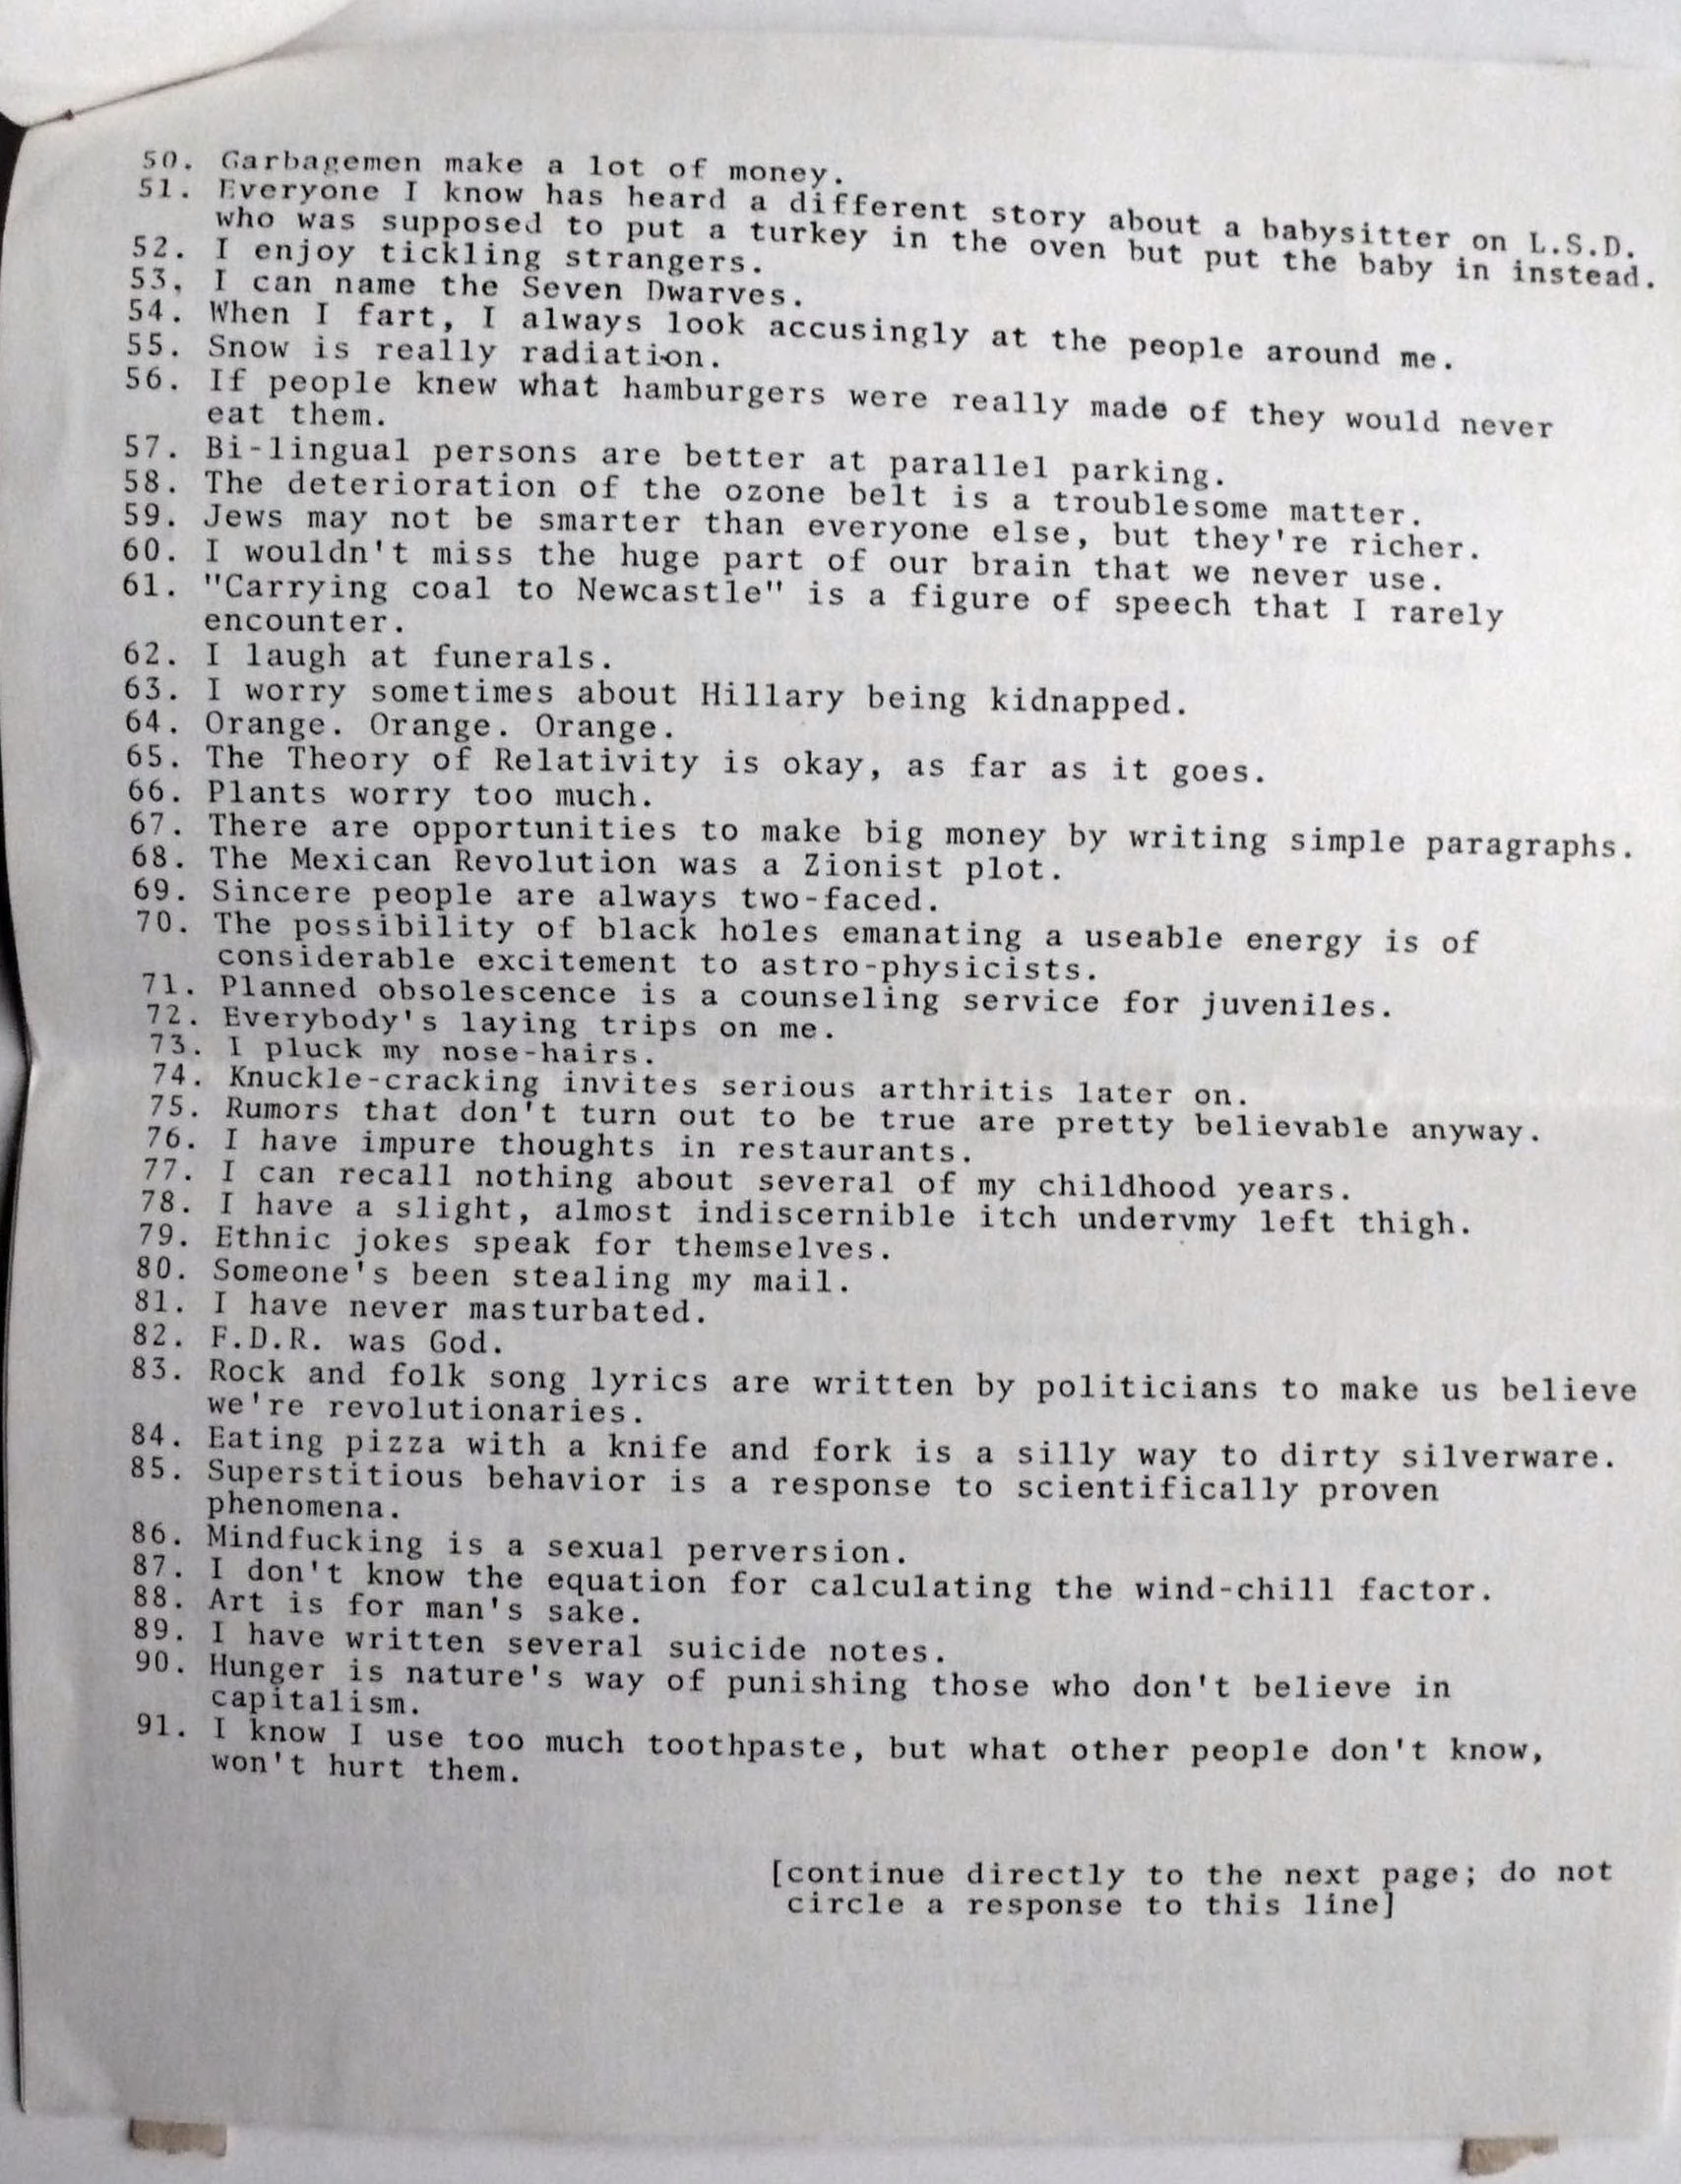 50. Garbagemen make a lot of money.
51. Everyone I know has heard a different story about a babysitter on L.S.D.
who was supposed to put a turkey in the oven but put the baby in instead.
52. I enjoy tickling strangers.
53. I can name the Seven Dwarves.
54. When I fart, I always look accusingly at the people around me.
55. Snow is really radiation.
56. If people knew what hamburgers were really made of they would never
eat them.
57. Bi-lingual persons are better at parallel parking.
58. The deterioration of the ozone belt is a troublesome matter.
59. Jews may not be smarter than everyone else, but they're richer.
60. I wouldn't miss the huge part of our brain that we never use.
61. "Carrying coal to Newcastle" is a figure of speech that I rarely
encounter.
62. I laugh at funerals.
63. I worry sometimes about Hillary being kidnapped.
64. Orange. Orange. Orange.
65. The Theory of Relativity is okay, as far as it goes.
66. Plants worry too much.
67. There are opportunities to make big money by writing simple paragraphs.
68. The Mexican Revolution was a Zionist plot.
69. Sincere people are always two-faced.
70. The possibility of black holes emanating a useable energy is of
considerable excitement to astro-physicists.
71. Planned obsolescence is a counseling service for juveniles.
72. Everybody's laying trips on me.
73. I pluck my nose-hairs.
74. Knuckle-cracking invites serious arthritis later on.
75. Rumors that don't turn out to be true are pretty believable anyway.
76. I have impure thoughts in restaurants.
77. I can recall nothing about several of my childhood years.
78. I have a slight, almost indiscernible itch undervmy left thigh.
79. Ethnic jokes speak for themselves.
80. Someone's been stealing my mail.
81. I have never masturbated.
82. F.D.R. was God.
83. Rock and folk song lyrics are written by politicians to make us believe
we're revolutionaries.
84. Eating pizza with a knife and fork is a silly way to dirty silverware.
85. Superstitious behavior is a response to scientifically proven
phenomena.
86. Mindfucking is a sexual perversion.
87. I don't know the equation for calculating the wind-chill factor.
88. Art is for man's sake.
89. I have written several suicide notes.
90. Hunger is nature's way of punishing those who don't believe in
capitalism.
91. I know I use too much toothpaste, but what other people don't know,
won't hurt them.
[continue directly to the next page; do not
circle a response to this line]